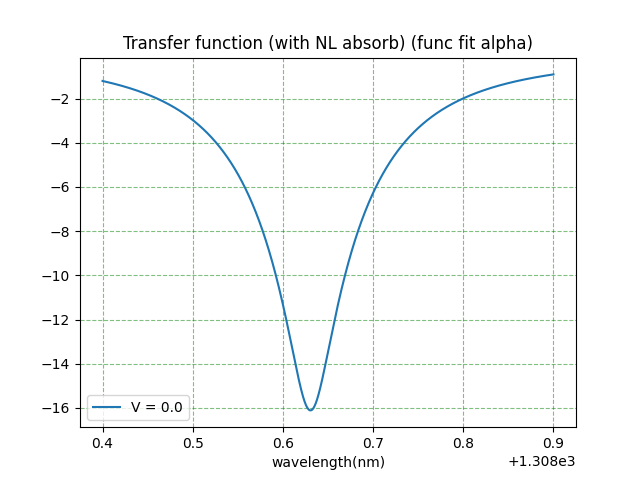 Transfer function (with NL absorb) (func fit alpha)
−2
−4
−6
−8
−10
−12
−14
−16
V = 0.0
0.4 0.5 0.6 0.7 0.8 0.9
wavelength(nm)
+1.308e3